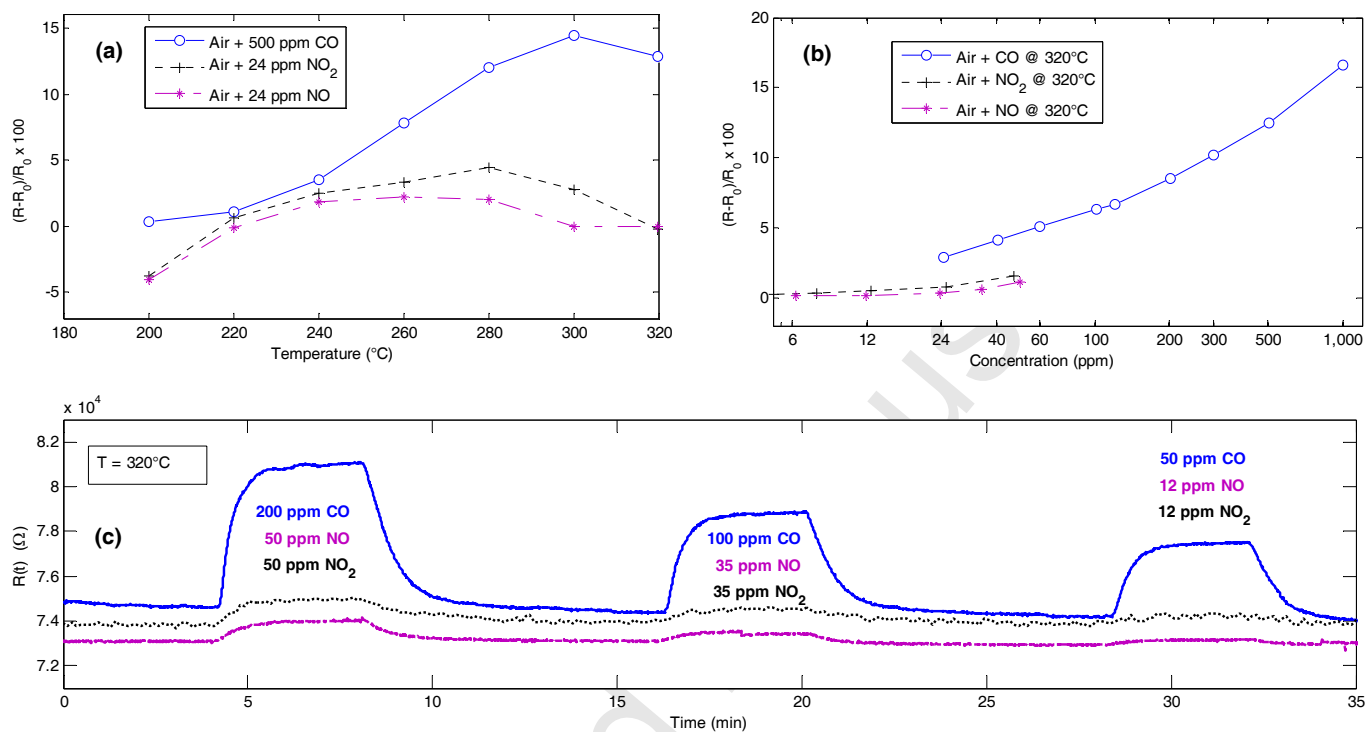 (a)
Air + 500 ppm CO
Air + 24 ppm NO2
Air + 24 ppm NO
15
10
5
0
-5
(R-R0)/R0 x 100
180 200 220 240 260 280 300 320
Temperature (°C)
(b)
Air + CO @ 320°C
Air + NO2 @ 320°C
Air + NO @ 320°C
20
15
10
5
0
(R-R0)/R0 x 100
6 12 24 40 60 100 200 300 500 1,000
Concentration (ppm)
x 10^4
T = 320°C
(c)
8.2
8
7.8
7.6
7.4
7.2
R(t) (Ω)
200 ppm CO
50 ppm NO
50 ppm NO2
100 ppm CO
35 ppm NO
35 ppm NO2
50 ppm CO
12 ppm NO
12 ppm NO2
0 5 10 15 20 25 30 35
Time (min)